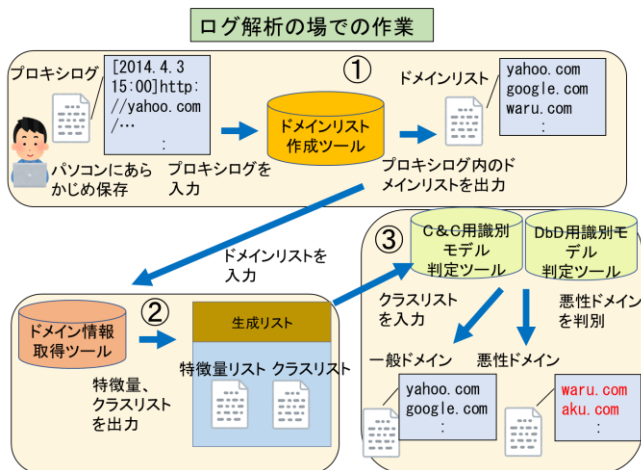 ログ解析の場での作業
①
プロキシログ
[2014.4.3
15:00]http:
//yahoo.com
/…
:
パソコンにあら
かじめ保存
プロキシログを
入力
ドメインリスト
作成ツール
ドメインリスト
yahoo.com
google.com
waru.com
:
プロキシログ内のド
メインリストを出力
ドメインリストを
入力
②
ドメイン情報
取得ツール
特徴量、
クラスリスト
を出力
生成リスト
特徴量リスト
クラスリスト
③
C&C用識別
モデル
判定ツール
DbD用識別モ
デル
判定ツール
クラスリスト
を入力
悪性ドメイン
を判別
一般ドメイン
yahoo.com
google.com
:
悪性ドメイン
waru.com
aku.com
: